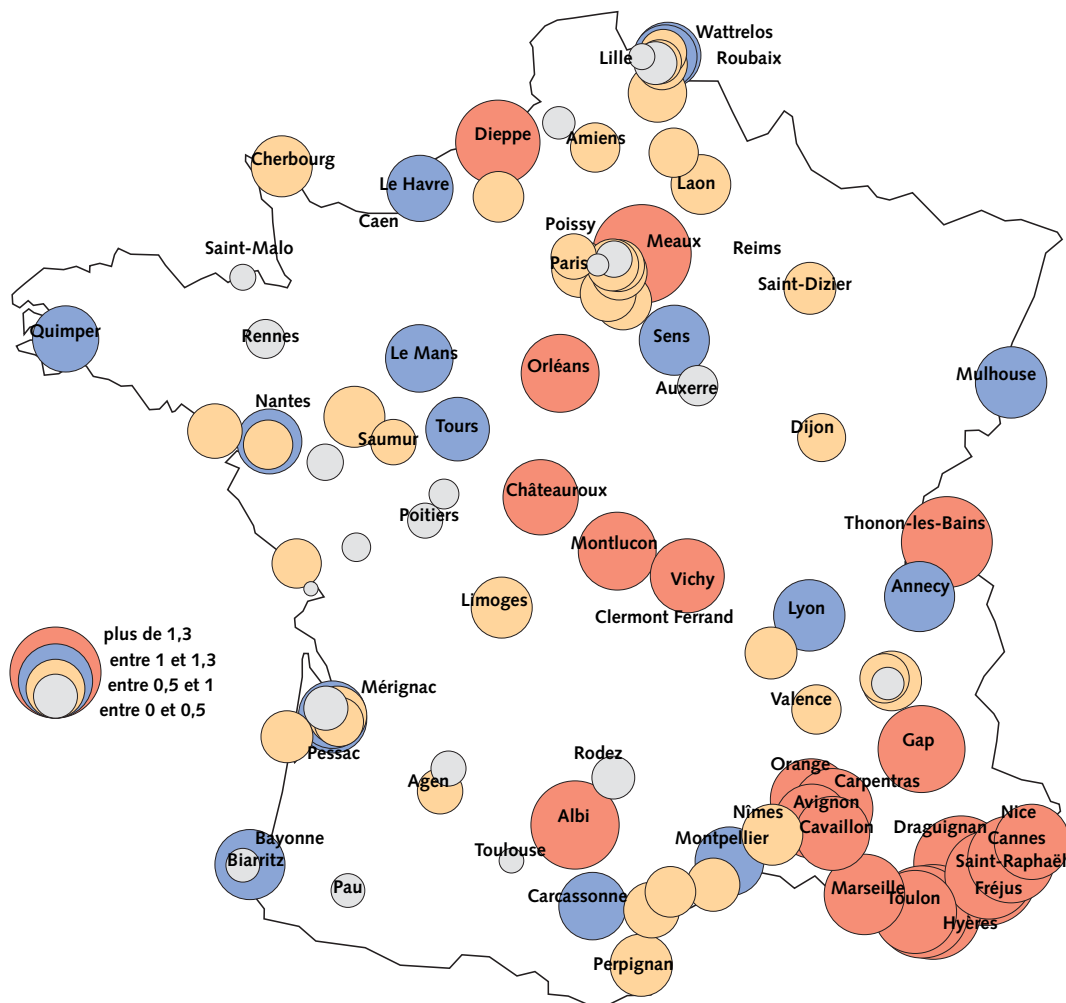 Wattrelos
Lille
Roubaix
Dieppe
Amiens
Cherbourg
Laon
Le Havre
Caen
Poissy
Meaux
Reims
Saint-Malo
Paris
Saint-Dizier
Quimper
Rennes
Sens
Le Mans
Orléans
Mulhouse
Auxerre
Nantes
Tours
Dijon
Saumur
Châteauroux
Poitiers
Thonon-les-Bains
Montlucon
Vichy
Annecy
Limoges
Lyon
Clermont Ferrand
plus de 1,3
entre 1 et 1,3
entre 0,5 et 1
entre 0 et 0,5
Mérignac
Valence
Gap
Pessac
Rodez
Orange
Agen
Carpentras
Avignon
Albi
Nîmes
Nice
Cavaillon
Draguignan
Bayonne
Montpellier
Cannes
Biarritz
Toulouse
Saint-Raphaël
Pau
Marseille
Fréjus
Carcassonne
Toulon
Hyères
Perpignan